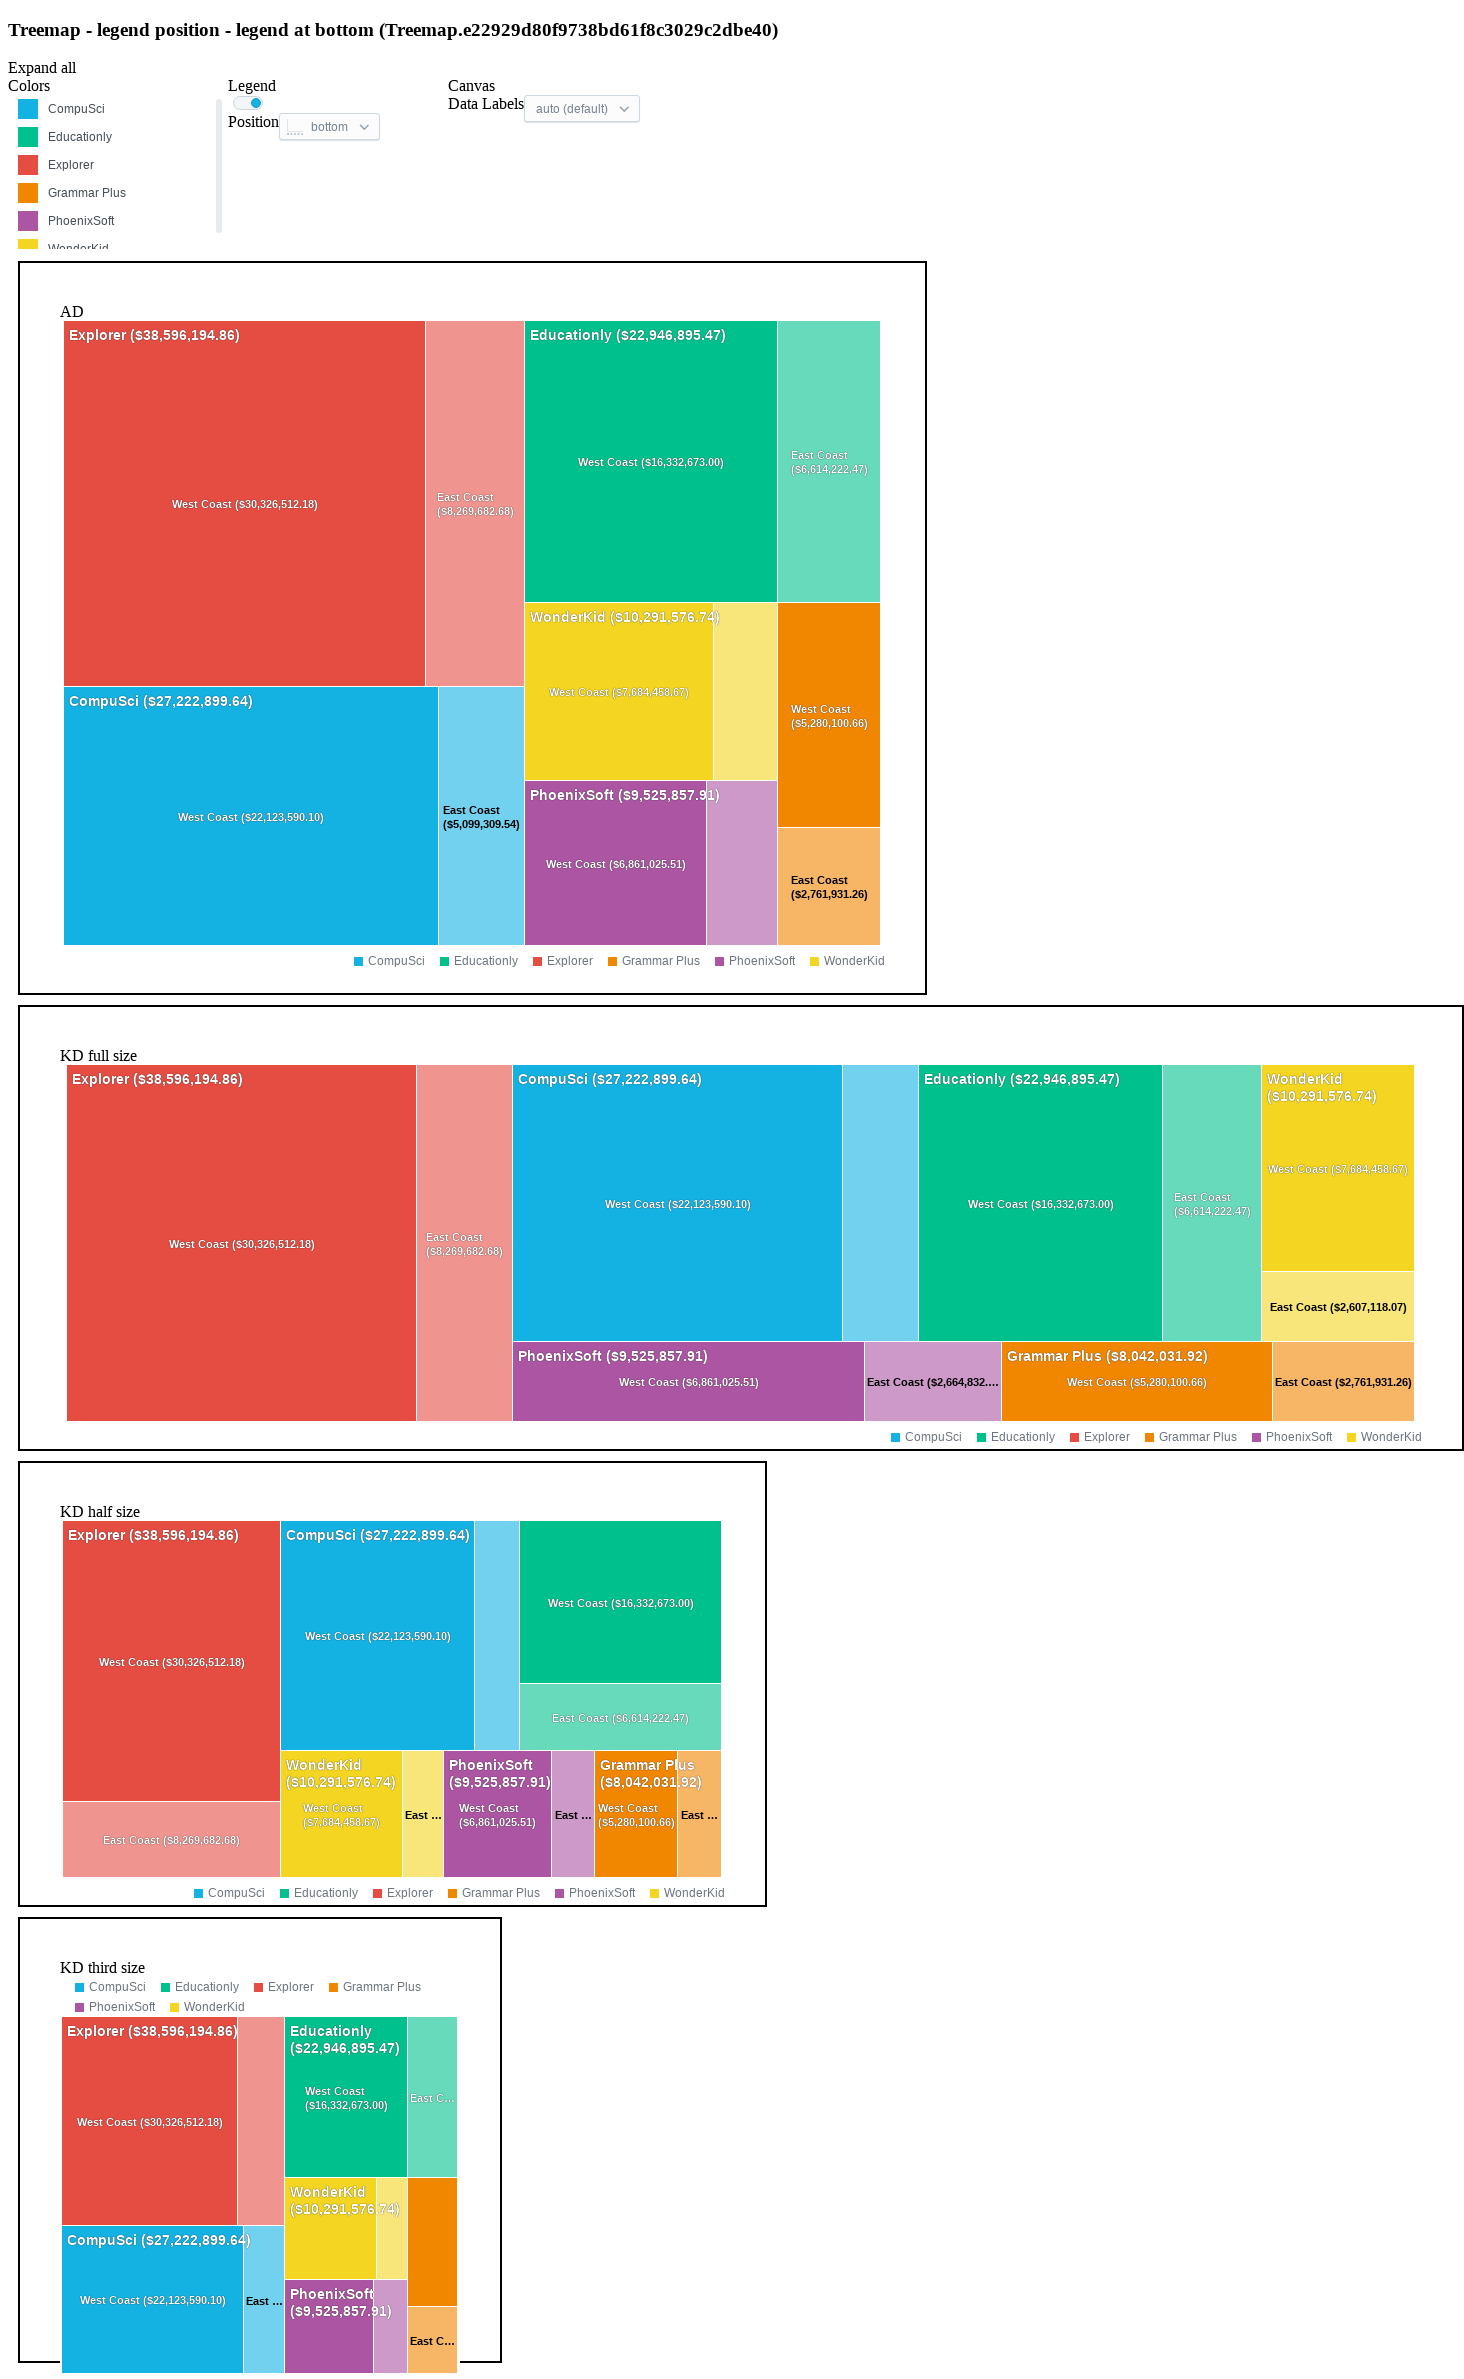 Treemap - legend position - legend at bottom (Treemap.e22929d80f9738bd61f8c3029c2dbe40)
Expand all
Colors
CompuSci
Educationly
Explorer
Grammar Plus
PhoenixSoft
WonderKid
Legend
Position bottom
Canvas
Data Labels auto (default)
AD
Explorer ($38,596,194.86)
West Coast ($30,326,512.18)
East Coast
($8,269,682.68)
Educationly ($22,946,895.47)
West Coast ($16,332,673.00)
East Coast
($6,614,222.47)
CompuSci ($27,222,899.64)
West Coast ($22,123,590.10)
East Coast
($5,099,309.54)
WonderKid ($10,291,576.74)
West Coast ($7,684,458.67)
West Coast
($5,280,100.66)
PhoenixSoft ($9,525,857.91)
West Coast ($6,861,025.51)
East Coast
($2,761,931.26)
CompuSci Educationly Explorer Grammar Plus PhoenixSoft WonderKid
KD full size
Explorer ($38,596,194.86)
West Coast ($30,326,512.18)
East Coast
($8,269,682.68)
CompuSci ($27,222,899.64)
West Coast ($22,123,590.10)
Educationly ($22,946,895.47)
West Coast ($16,332,673.00)
East Coast
($6,614,222.47)
WonderKid
($10,291,576.74)
West Coast ($7,684,458.67)
East Coast ($2,607,118.07)
PhoenixSoft ($9,525,857.91)
West Coast ($6,861,025.51)
East Coast ($2,664,832.…
Grammar Plus ($8,042,031.92)
West Coast ($5,280,100.66)
East Coast ($2,761,931.26)
CompuSci Educationly Explorer Grammar Plus PhoenixSoft WonderKid
KD half size
Explorer ($38,596,194.86)
West Coast ($30,326,512.18)
East Coast ($8,269,682.68)
CompuSci ($27,222,899.64)
West Coast ($22,123,590.10)
West Coast ($16,332,673.00)
East Coast ($6,614,222.47)
WonderKid
($10,291,576.74)
West Coast
($7,684,458.67)
East …
PhoenixSoft
($9,525,857.91)
West Coast
($6,861,025.51)
East …
Grammar Plus
($8,042,031.92)
West Coast
($5,280,100.66)
East …
CompuSci Educationly Explorer Grammar Plus PhoenixSoft WonderKid
KD third size
CompuSci Educationly Explorer Grammar Plus
PhoenixSoft WonderKid
Explorer ($38,596,194.86)
West Coast ($30,326,512.18)
Educationly
($22,946,895.47)
West Coast
($16,332,673.00)
East C…
CompuSci ($27,222,899.64)
West Coast ($22,123,590.10)
East …
WonderKid
($10,291,576.74)
PhoenixSoft
($9,525,857.91)
East C…